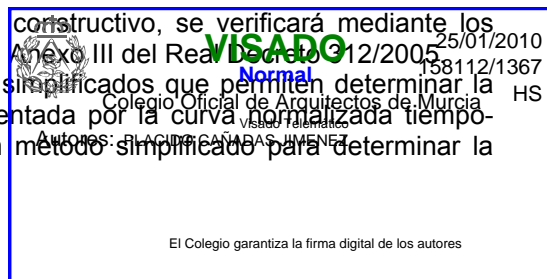 constructivo, se verificará mediante los
Anexo III del Real Decreto 312/2005
simplificados que permiten determinar la
entada por la curva normalizada tiempo-
método simplificado para determinar la
VISADO
Normal
25/01/2010
158112/1367
HS
Colegio Oficial de Arquitectos de Murcia
Visado Telemático
Autores: PLACIDO CAÑADAS JIMENEZ
El Colegio garantiza la firma digital de los autores